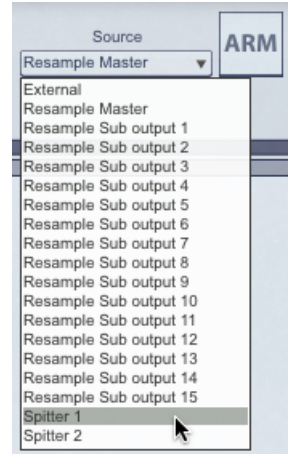 Source
ARM
Resample Master
External
Resample Master
Resample Sub output 1
Resample Sub output 2
Resample Sub output 3
Resample Sub output 4
Resample Sub output 5
Resample Sub output 6
Resample Sub output 7
Resample Sub output 8
Resample Sub output 9
Resample Sub output 10
Resample Sub output 11
Resample Sub output 12
Resample Sub output 13
Resample Sub output 14
Resample Sub output 15
Spitter 1
Spitter 2